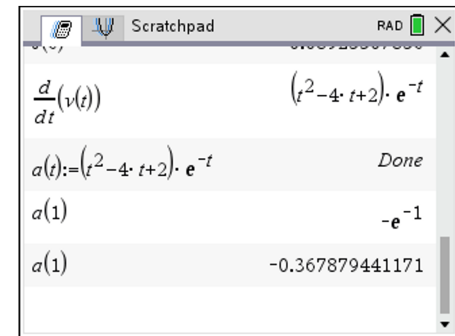 Scratchpad RAD
d/dt(v(t)) (t²-4·t+2)·e⁻ᵗ
a(t):=(t²-4·t+2)·e⁻ᵗ Done
a(1) -e⁻¹
a(1) -0.367879441171